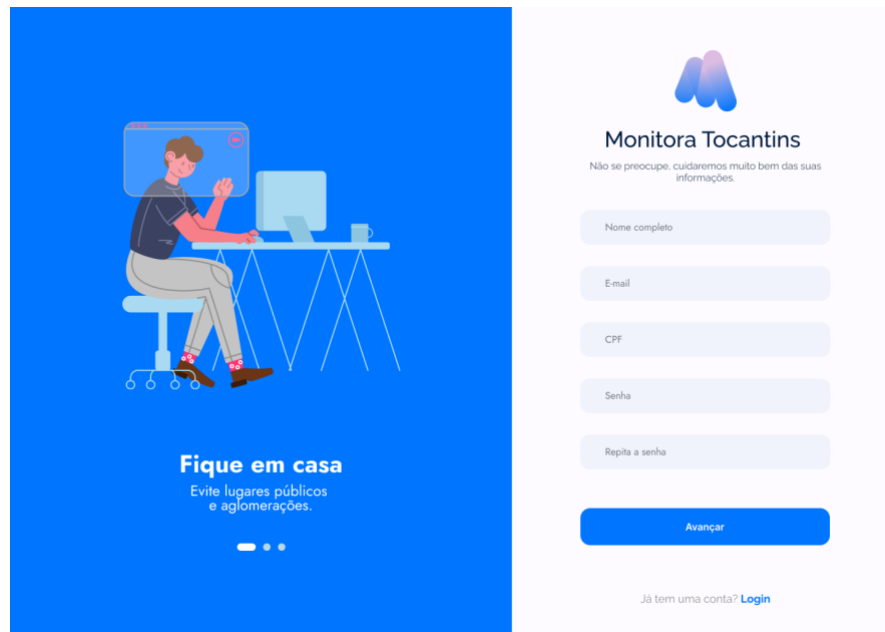 Fique em casa
Evite lugares públicos
e aglomerações.
Monitora Tocantins
Não se preocupe, cuidaremos muito bem das suas
informações.
Nome completo
E-mail
CPF
Senha
Repita a senha
Avançar
Já tem uma conta? Login